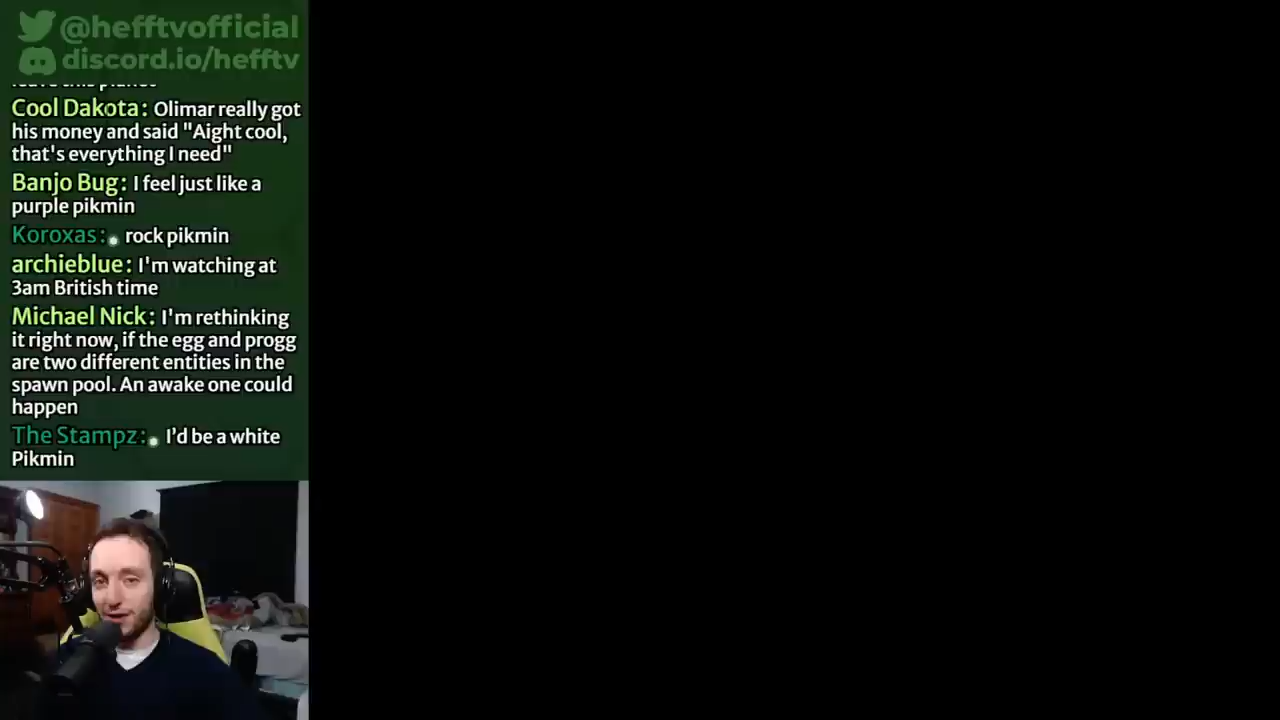 @hefftvofficial
discord.io/hefftv
leave this planet
Cool Dakota: Olimar really got
his money and said "Aight cool,
that's everything I need"
Banjo Bug: I feel just like a
purple pikmin
Koroxas: rock pikmin
archieblue: I'm watching at
3am British time
Michael Nick: I'm rethinking
it right now, if the egg and progg
are two different entities in the
spawn pool. An awake one could
happen
The Stampz: I'd be a white
Pikmin